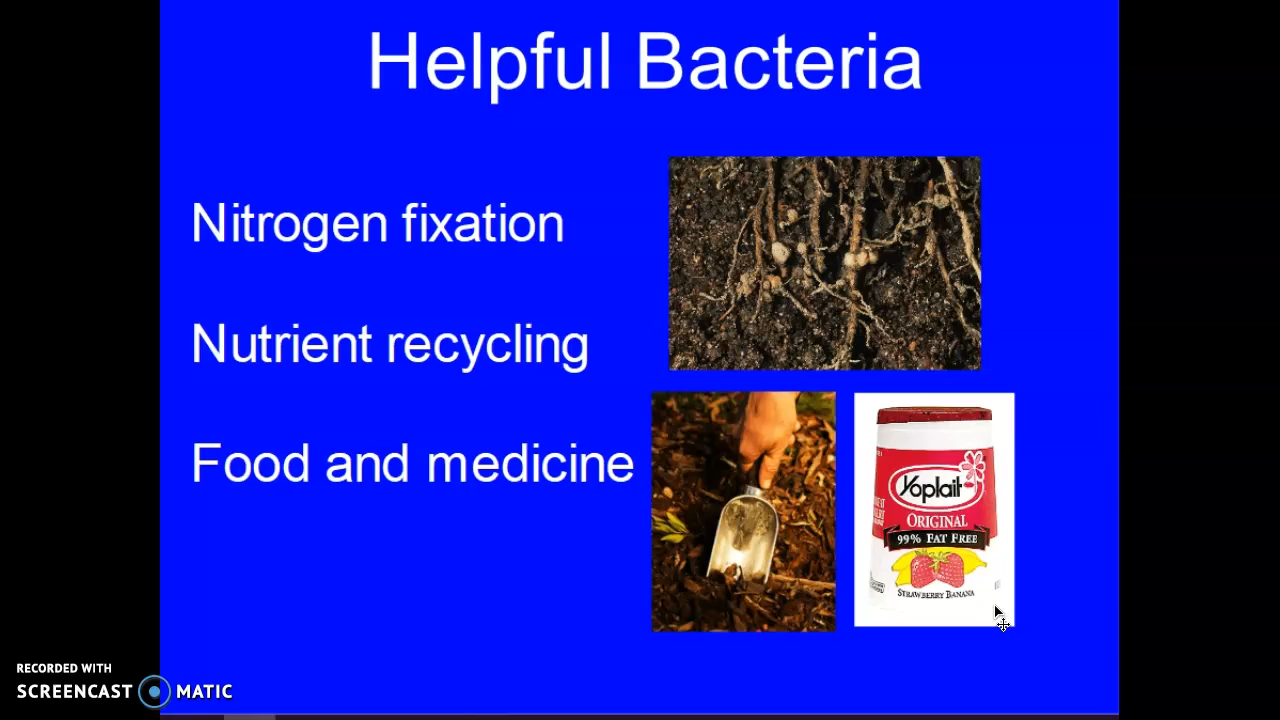 Helpful Bacteria
Nitrogen fixation
Nutrient recycling
Food and medicine
Yoplait
ORIGINAL
99% FAT FREE
STRAWBERRY BANANA
RECORDED WITH
SCREENCAST MATIC